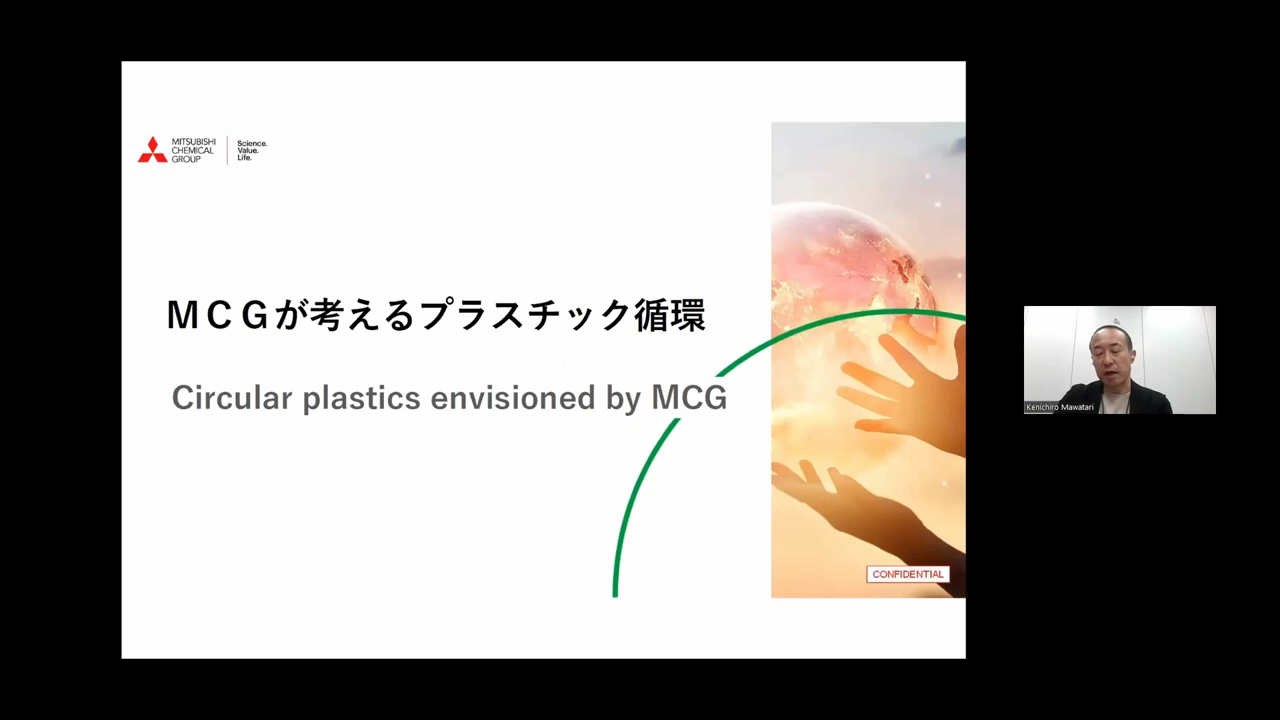 MITSUBISHI
CHEMICAL
GROUP
Science.
Value.
Life.
ＭＣＧが考えるプラスチック循環
Circular plastics envisioned by MCG
CONFIDENTIAL
Kenichiro Mawatari